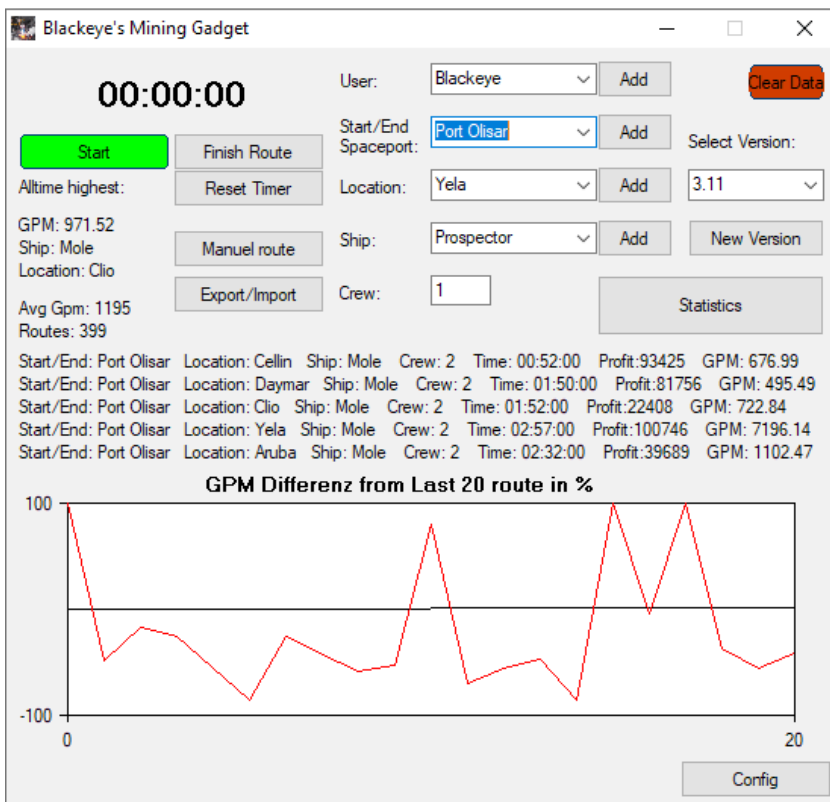 Blackeye's Mining Gadget
00:00:00
User:
Blackeye
Add
Clear Data
Start/End
Spaceport:
Port Olisar
Add
Select Version:
Start
Finish Route
Alltime highest:
Reset Timer
Location:
Yela
Add
3.11
GPM: 971.52
Ship: Mole
Location: Clio
Manuel route
Ship:
Prospector
Add
New Version
Avg Gpm: 1195
Routes: 399
Export/Import
Crew:
1
Statistics
Start/End: Port Olisar Location: Cellin Ship: Mole Crew: 2 Time: 00:52:00 Profit:93425 GPM: 676.99
Start/End: Port Olisar Location: Daymar Ship: Mole Crew: 2 Time: 01:50:00 Profit:81756 GPM: 495.49
Start/End: Port Olisar Location: Clio Ship: Mole Crew: 2 Time: 01:52:00 Profit:22408 GPM: 722.84
Start/End: Port Olisar Location: Yela Ship: Mole Crew: 2 Time: 02:57:00 Profit:100746 GPM: 7196.14
Start/End: Port Olisar Location: Aruba Ship: Mole Crew: 2 Time: 02:32:00 Profit:39689 GPM: 1102.47
GPM Differenz from Last 20 route in %
100
-100
0
20
Config